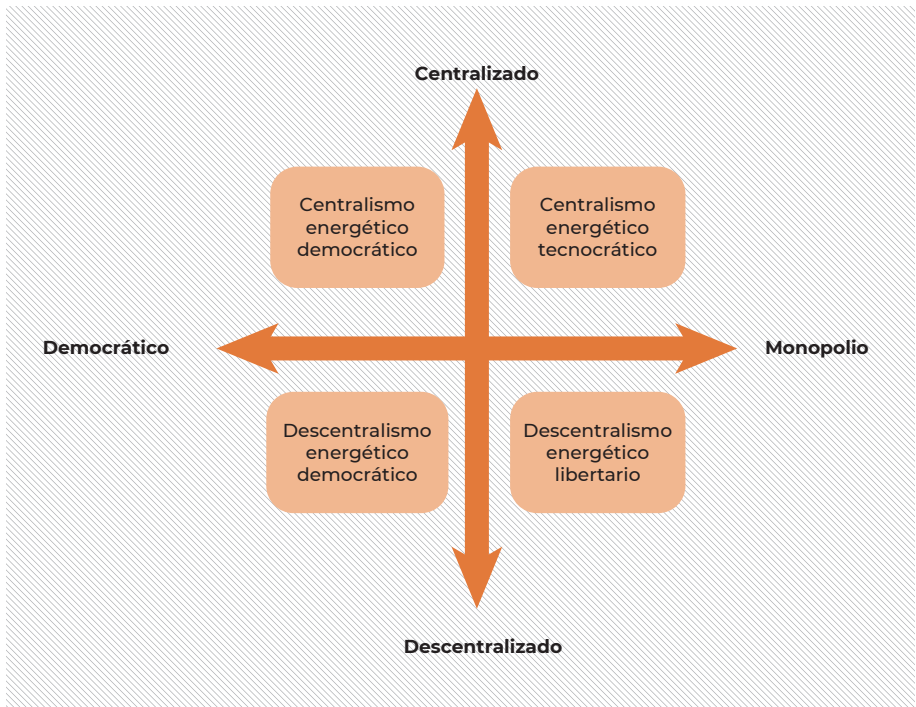 Centralizado
Centralismo
energético
democrático
Centralismo
energético
tecnocrático
Democrático
Monopolio
Descentralismo
energético
democrático
Descentralismo
energético
libertario
Descentralizado